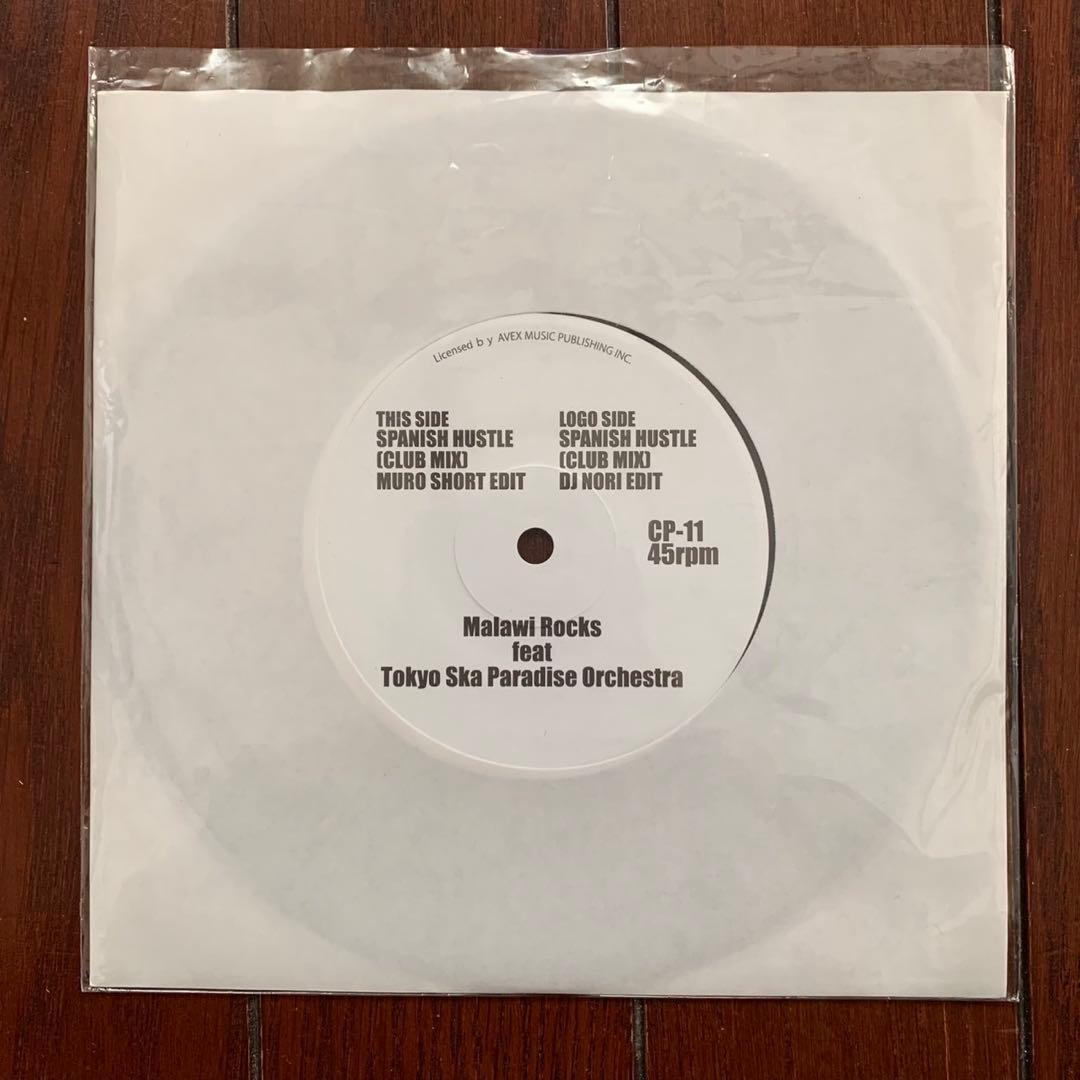 Licensed b y AVEX MUSIC PUBLISHING INC.
THIS SIDE
SPANISH HUSTLE
(CLUB MIX)
MURO SHORT EDIT
LOGO SIDE
SPANISH HUSTLE
(CLUB MIX)
DJ NORI EDIT
CP-11
45rpm
Malawi Rocks
feat
Tokyo Ska Paradise Orchestra